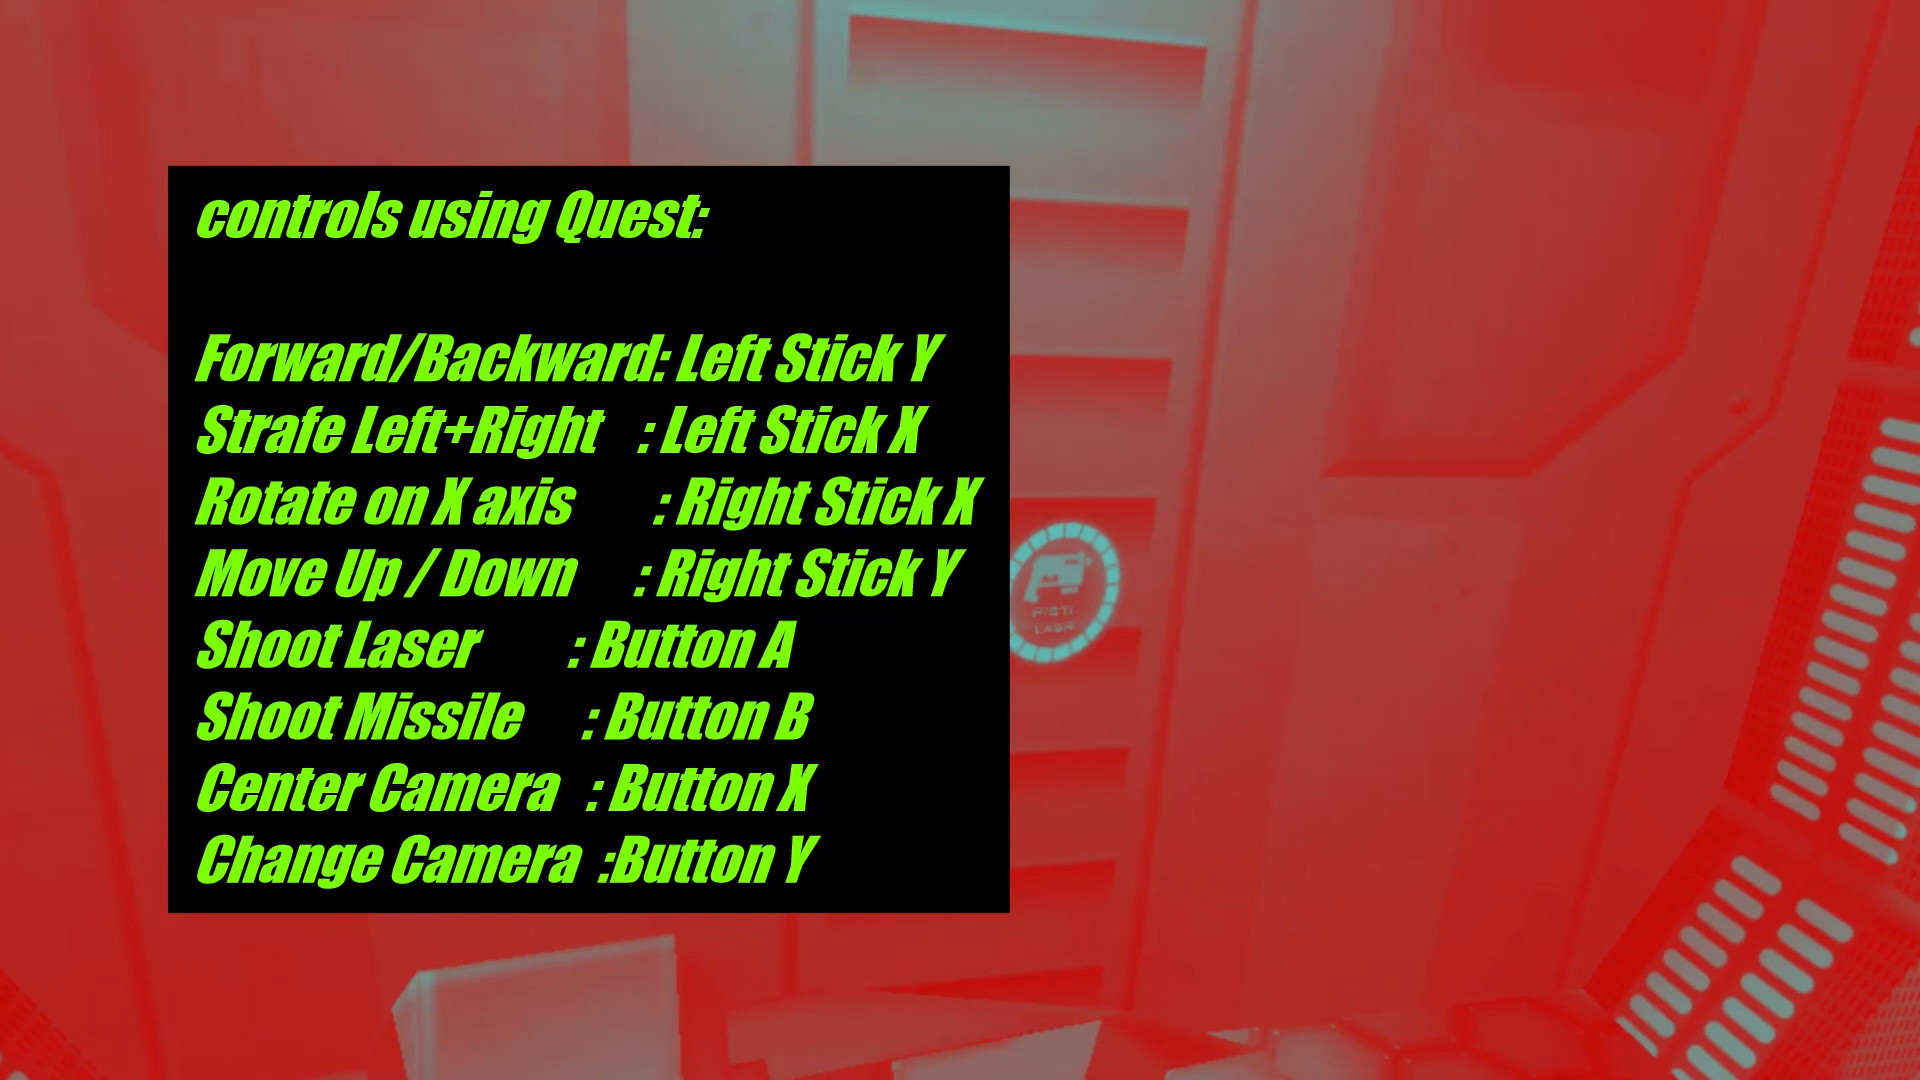 controls using Quest:
Forward/Backward: Left Stick Y
Strafe Left+Right : Left Stick X
Rotate on X axis : Right Stick X
Move Up / Down : Right Stick Y
Shoot Laser : Button A
Shoot Missile : Button B
Center Camera : Button X
Change Camera :Button Y
LASR